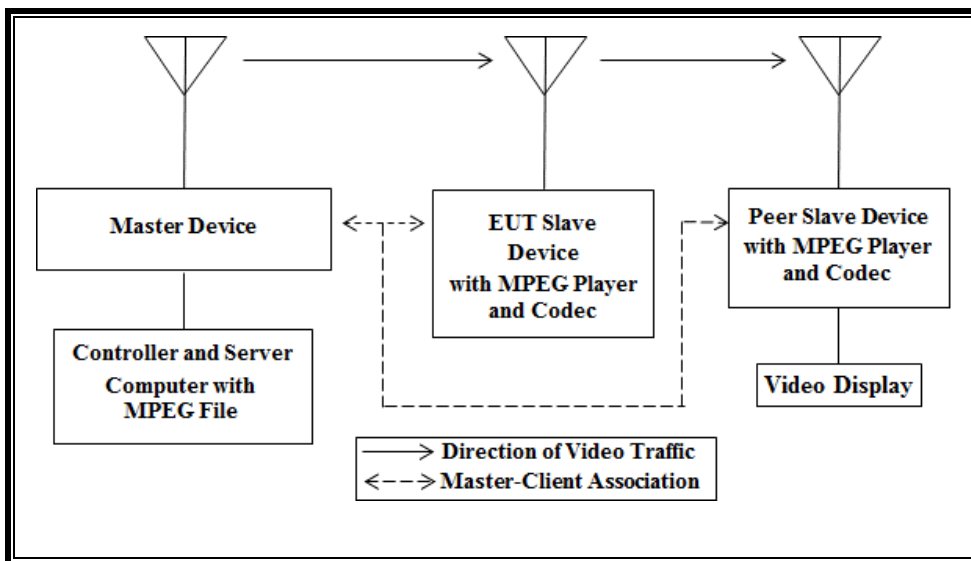 Master Device
EUT Slave
Device
with MPEG Player
and Codec
Peer Slave Device
with MPEG Player
and Codec
Controller and Server
Computer with
MPEG File
Video Display
Direction of Video Traffic
Master-Client Association